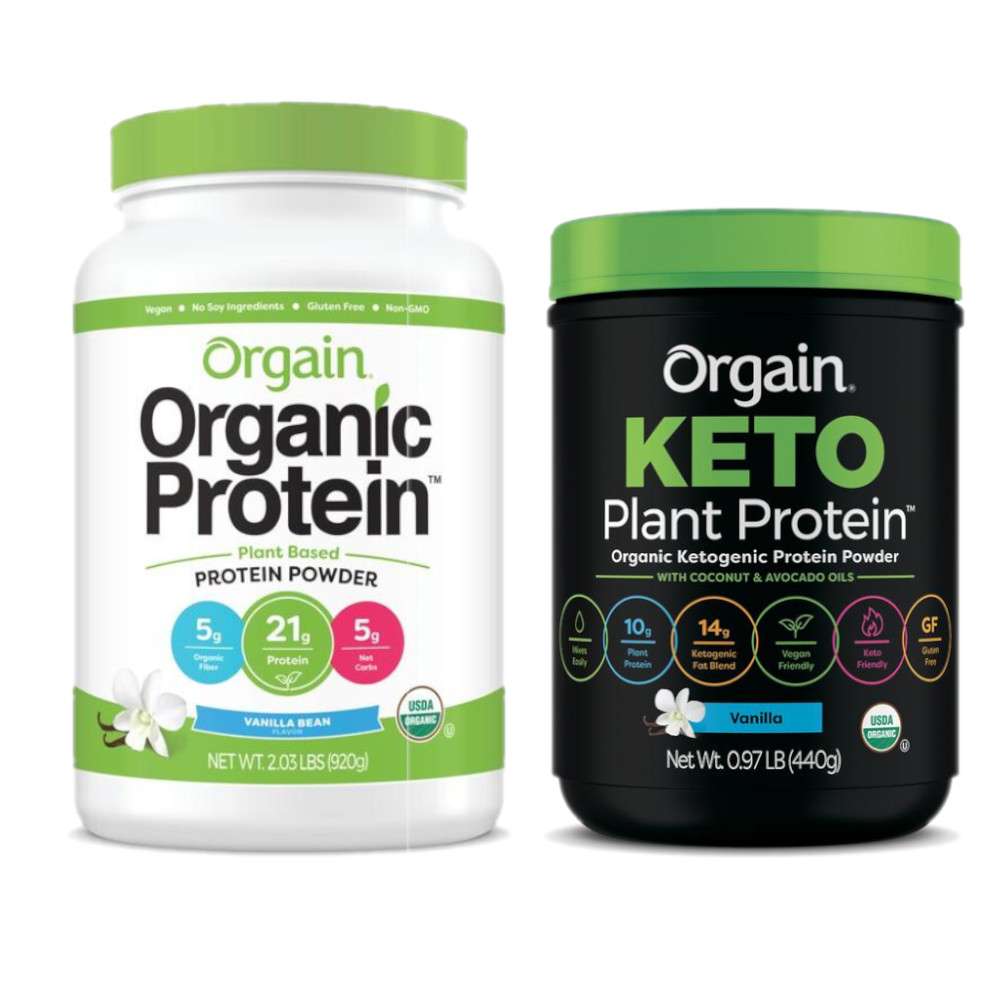 Vegan • No Soy Ingredients • Gluten Free • Non-GMO
Orgain®
Organic
Protein™
Plant Based
PROTEIN POWDER
5g
Organic
Fiber
21g
Protein
5g
Net
Carbs
VANILLA BEAN
FLAVOR
USDA
ORGANIC
U
NET WT. 2.03 LBS (920g)
Orgain®
KETO
Plant Protein™
Organic Ketogenic Protein Powder
WITH COCONUT & AVOCADO OILS
Mixes
Easily
10g
Plant
Protein
14g
Ketogenic
Fat Blend
Vegan
Friendly
Keto
Friendly
GF
Gluten
Free
Vanilla
USDA
ORGANIC
U
Net Wt. 0.97 LB (440g)